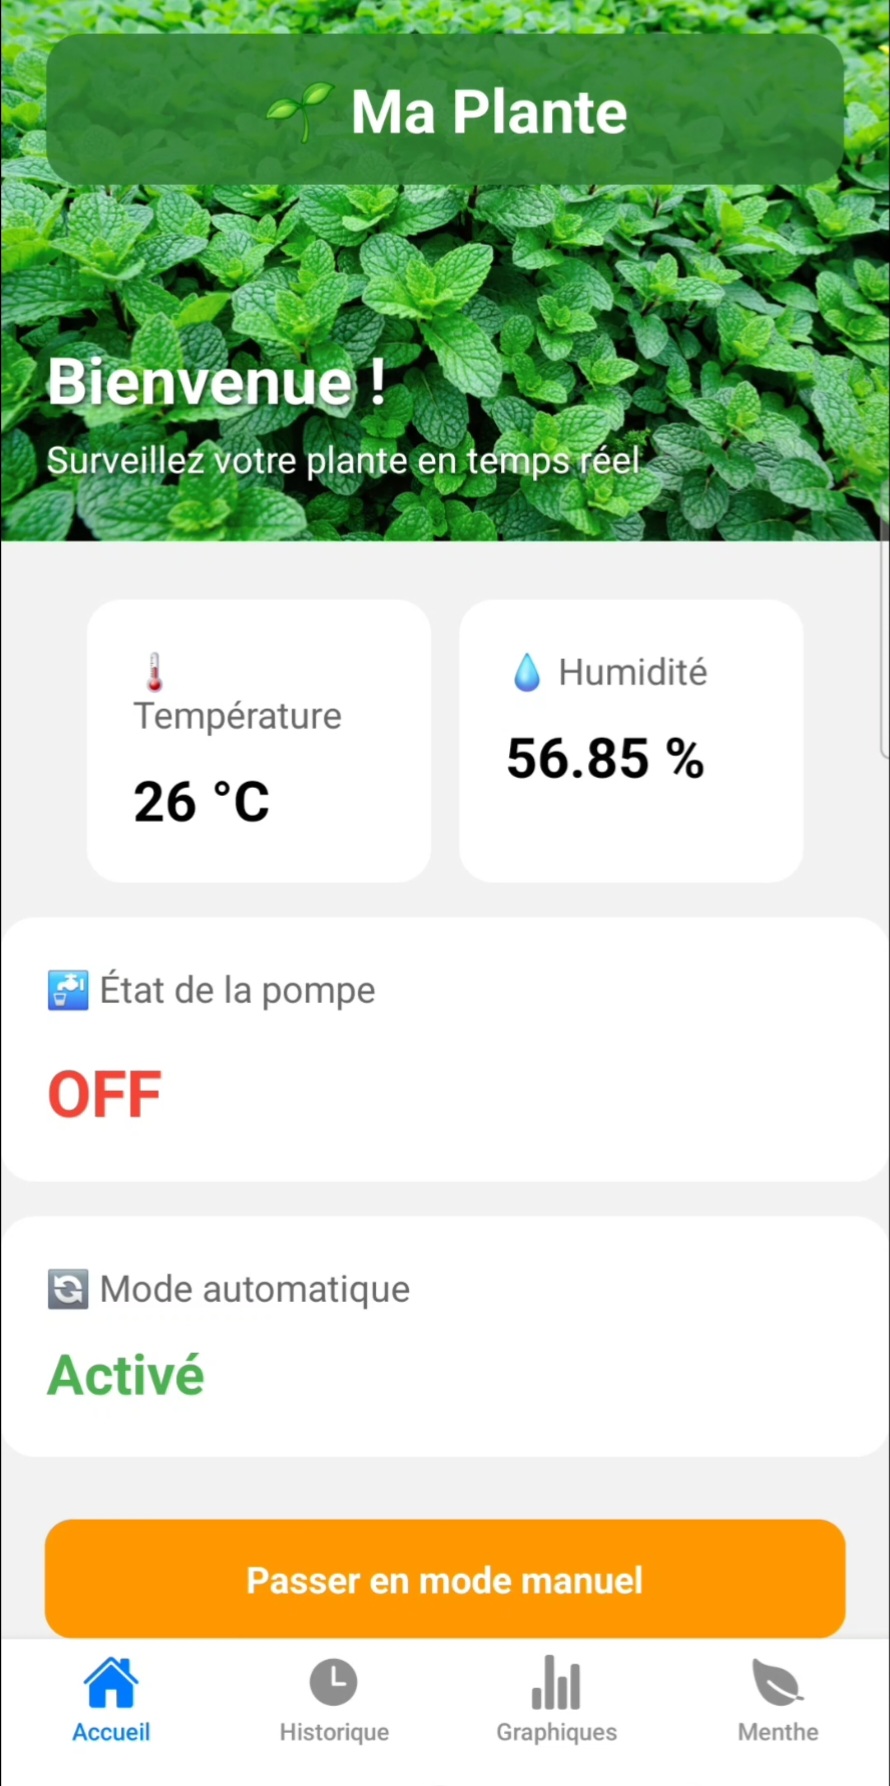 Ma Plante
Bienvenue !
Surveillez votre plante en temps réel
Température
26 °C
Humidité
56.85 %
État de la pompe
OFF
Mode automatique
Activé
Passer en mode manuel
Accueil
Historique
Graphiques
Menthe